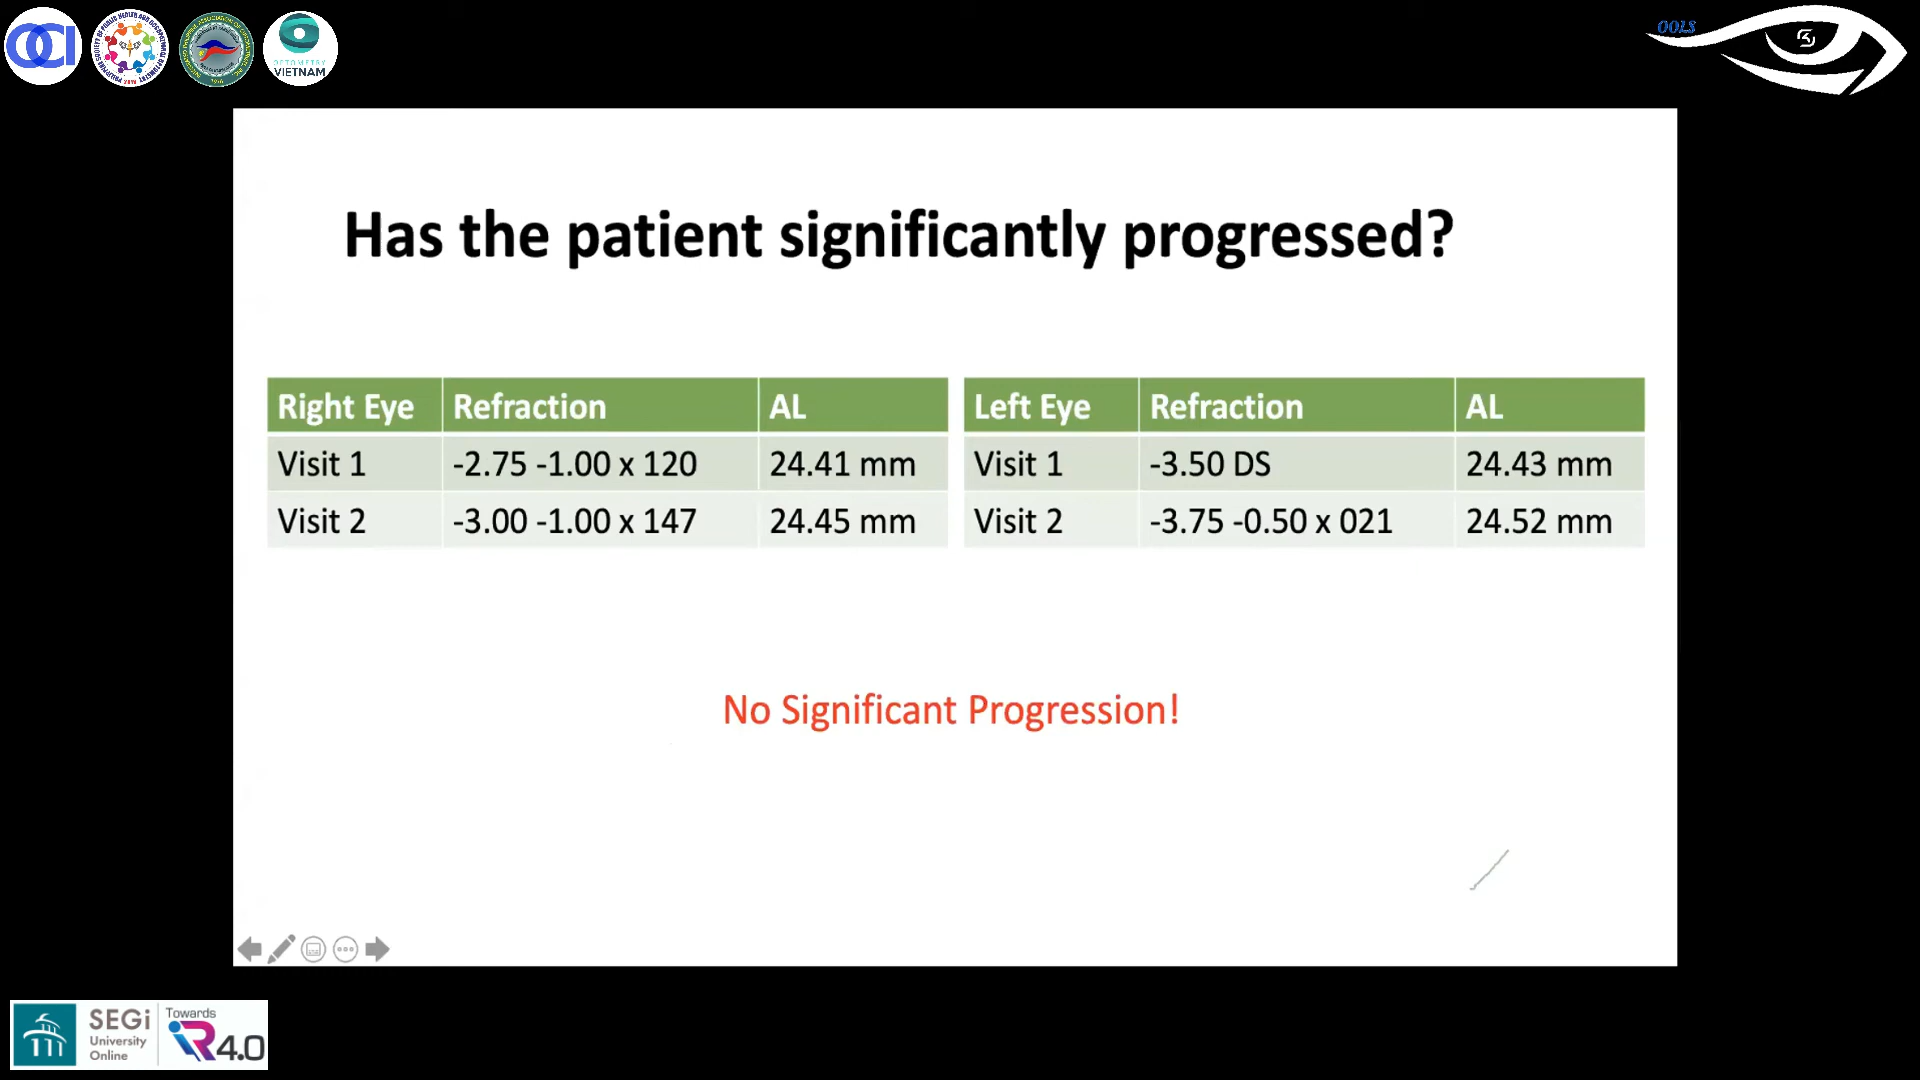 OCI
OPTOMETRY
VIETNAM
OOLS
Has the patient significantly progressed?
Right Eye Refraction AL
Visit 1 -2.75 -1.00 x 120 24.41 mm
Visit 2 -3.00 -1.00 x 147 24.45 mm
Left Eye Refraction AL
Visit 1 -3.50 DS 24.43 mm
Visit 2 -3.75 -0.50 x 021 24.52 mm
No Significant Progression!
SEGi
University
Online
Towards
iR4.0